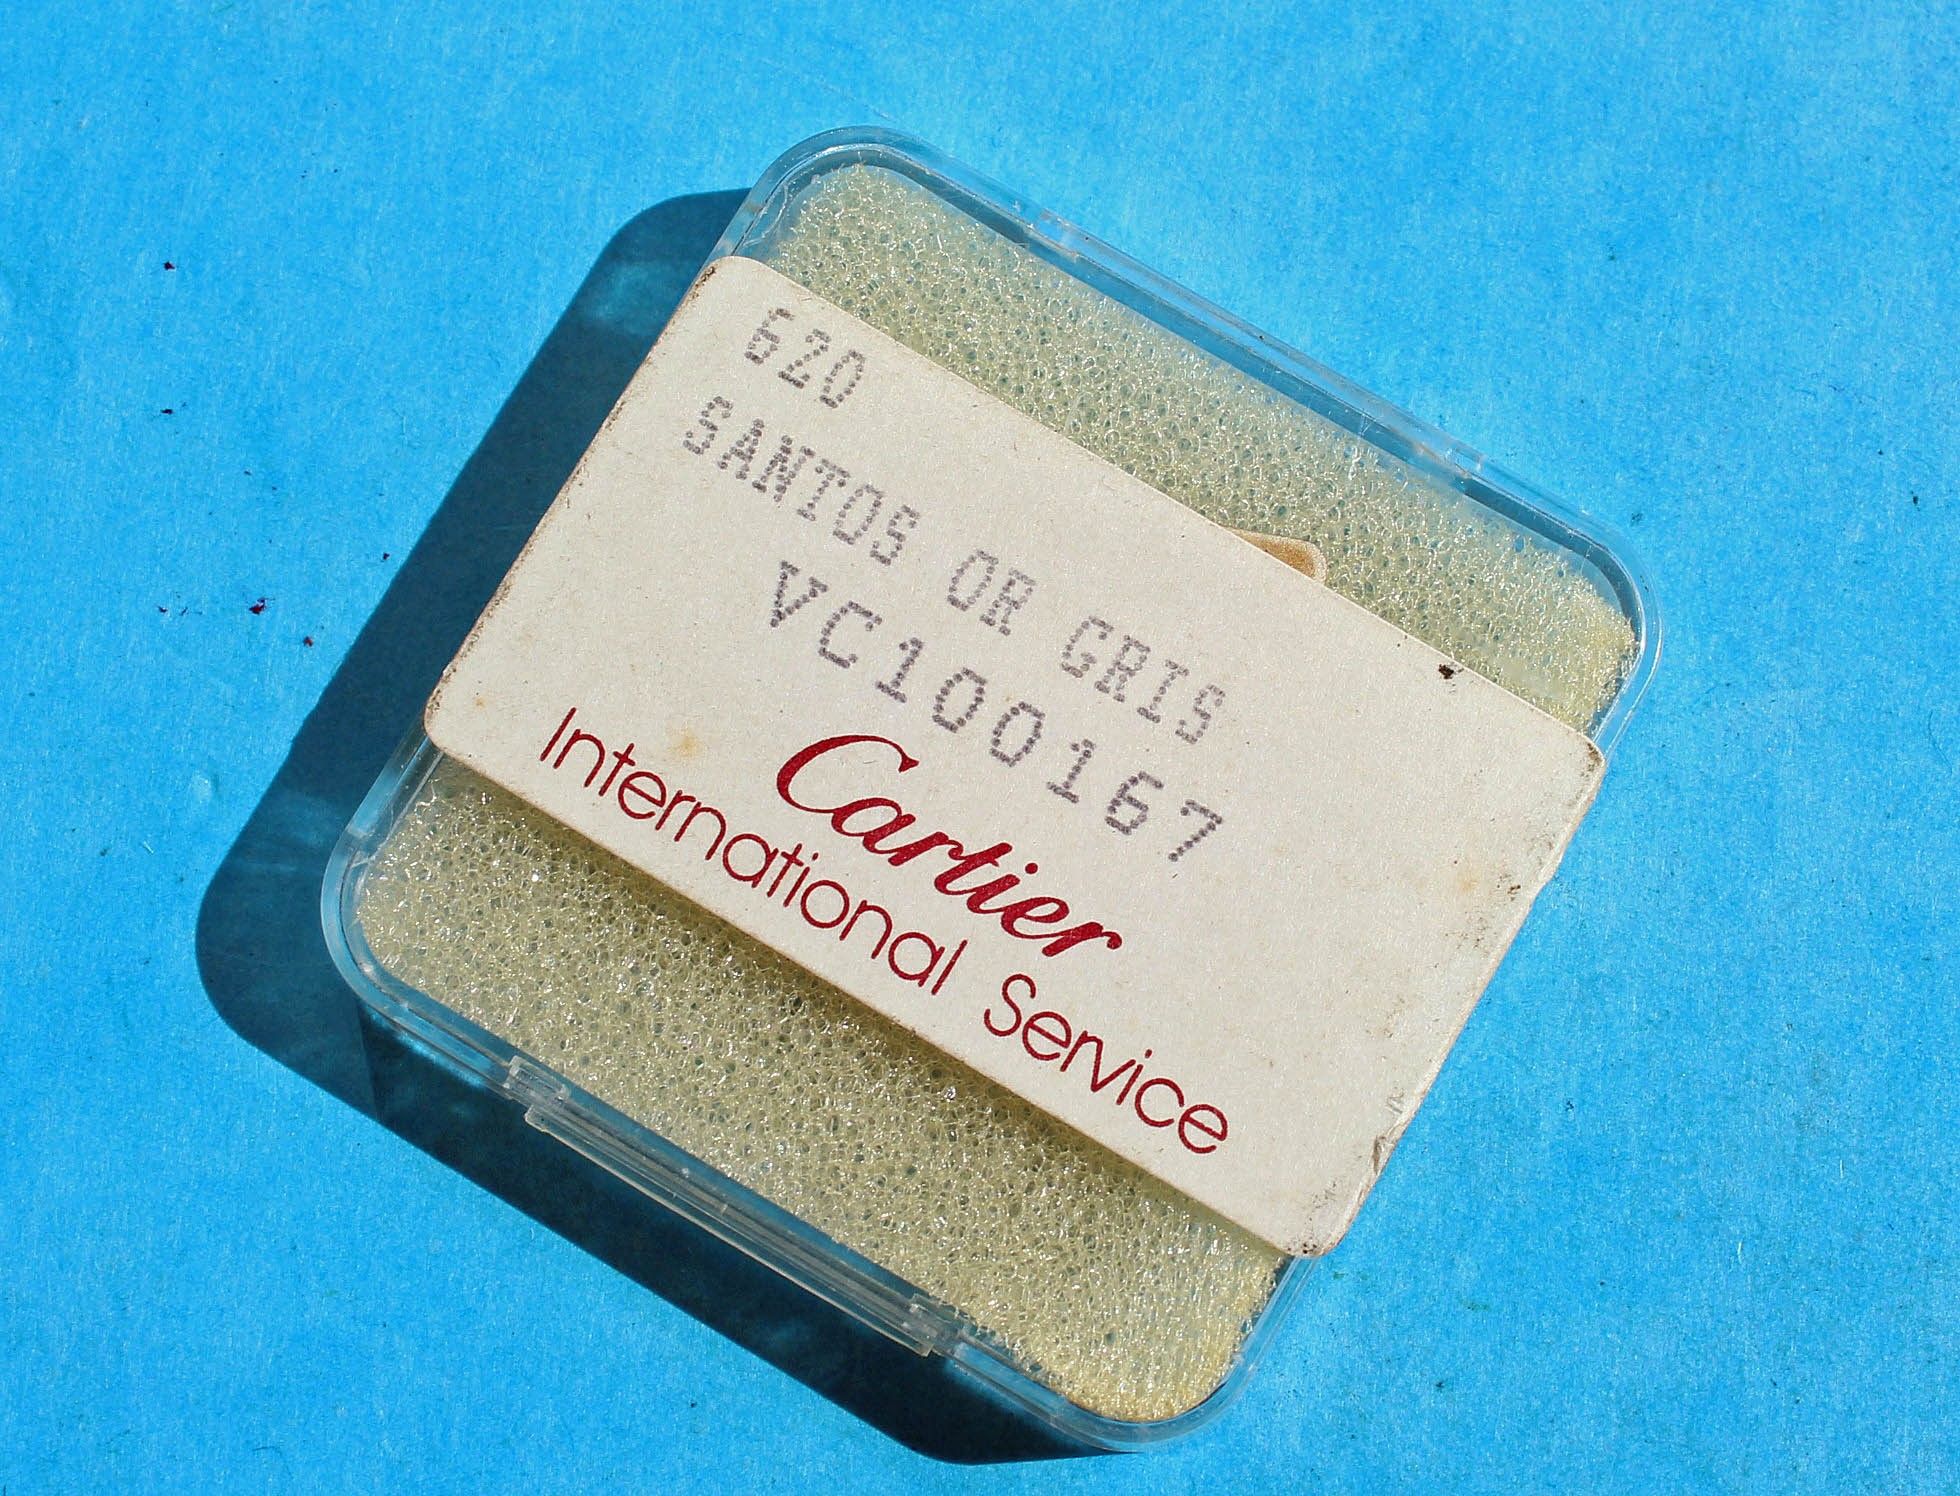 620
SANTOS OR GRIS
VC100167
Cartier
International Service